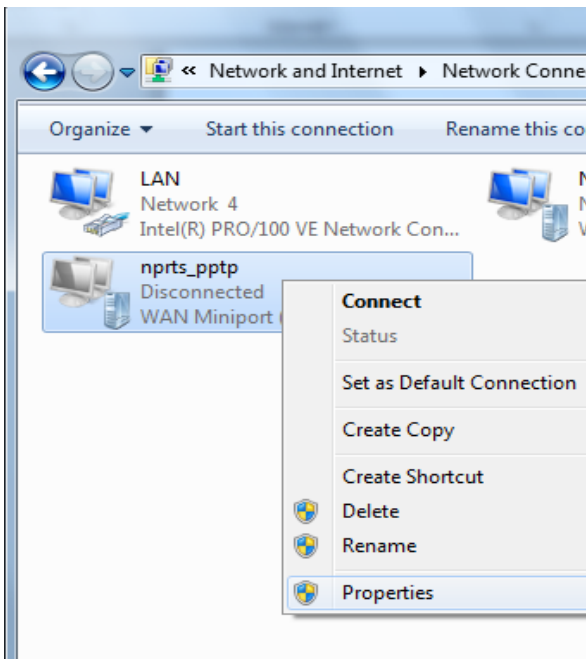 « Network and Internet ▸ Network Conne
Organize ▾ Start this connection Rename this co
LAN
Network 4
Intel(R) PRO/100 VE Network Con...
N
N
W
nprts_pptp
Disconnected
WAN Miniport (
Connect
Status
Set as Default Connection
Create Copy
Create Shortcut
Delete
Rename
Properties